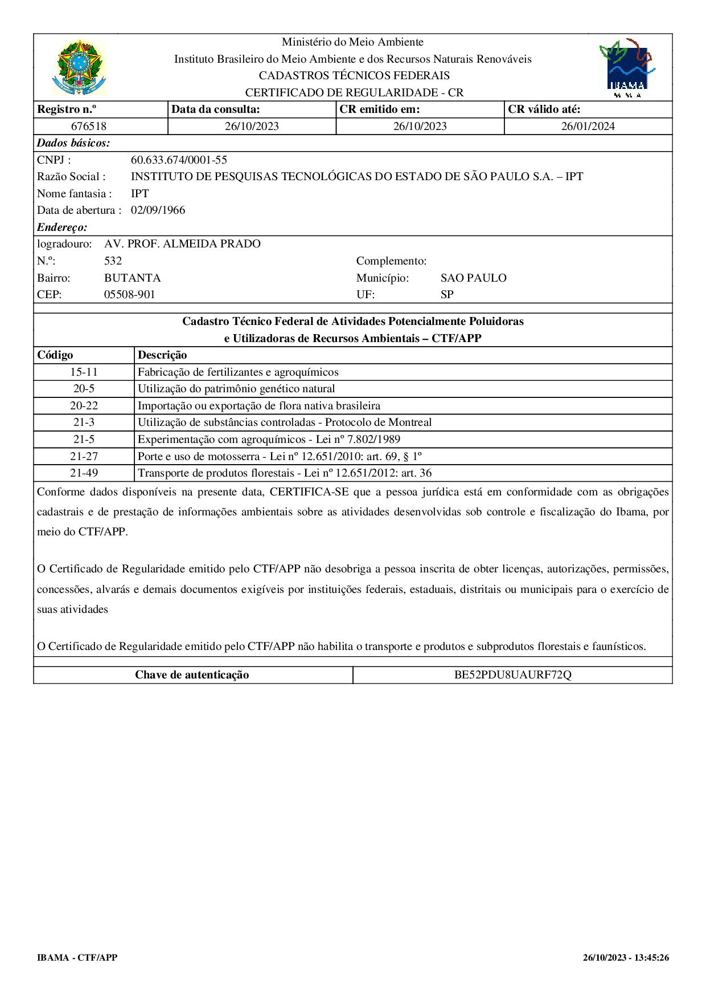 Ministério do Meio Ambiente
Instituto Brasileiro do Meio Ambiente e dos Recursos Naturais Renováveis
CADASTROS TÉCNICOS FEDERAIS
CERTIFICADO DE REGULARIDADE - CR
IBAMA
M M A
Registro n.º Data da consulta: CR emitido em: CR válido até:
676518 26/10/2023 26/10/2023 26/01/2024
Dados básicos:
CNPJ : 60.633.674/0001-55
Razão Social : INSTITUTO DE PESQUISAS TECNOLÓGICAS DO ESTADO DE SÃO PAULO S.A. – IPT
Nome fantasia : IPT
Data de abertura : 02/09/1966
Endereço:
logradouro: AV. PROF. ALMEIDA PRADO
N.º: 532 Complemento:
Bairro: BUTANTA Município: SAO PAULO
CEP: 05508-901 UF: SP
Cadastro Técnico Federal de Atividades Potencialmente Poluidoras
e Utilizadoras de Recursos Ambientais – CTF/APP
Código Descrição
15-11 Fabricação de fertilizantes e agroquímicos
20-5 Utilização do patrimônio genético natural
20-22 Importação ou exportação de flora nativa brasileira
21-3 Utilização de substâncias controladas - Protocolo de Montreal
21-5 Experimentação com agroquímicos - Lei nº 7.802/1989
21-27 Porte e uso de motosserra - Lei nº 12.651/2010: art. 69, § 1º
21-49 Transporte de produtos florestais - Lei nº 12.651/2012: art. 36
Conforme dados disponíveis na presente data, CERTIFICA-SE que a pessoa jurídica está em conformidade com as obrigações
cadastrais e de prestação de informações ambientais sobre as atividades desenvolvidas sob controle e fiscalização do Ibama, por
meio do CTF/APP.
O Certificado de Regularidade emitido pelo CTF/APP não desobriga a pessoa inscrita de obter licenças, autorizações, permissões,
concessões, alvarás e demais documentos exigíveis por instituições federais, estaduais, distritais ou municipais para o exercício de
suas atividades
O Certificado de Regularidade emitido pelo CTF/APP não habilita o transporte e produtos e subprodutos florestais e faunísticos.
Chave de autenticação BE52PDU8UAURF72Q
IBAMA - CTF/APP 26/10/2023 - 13:45:26